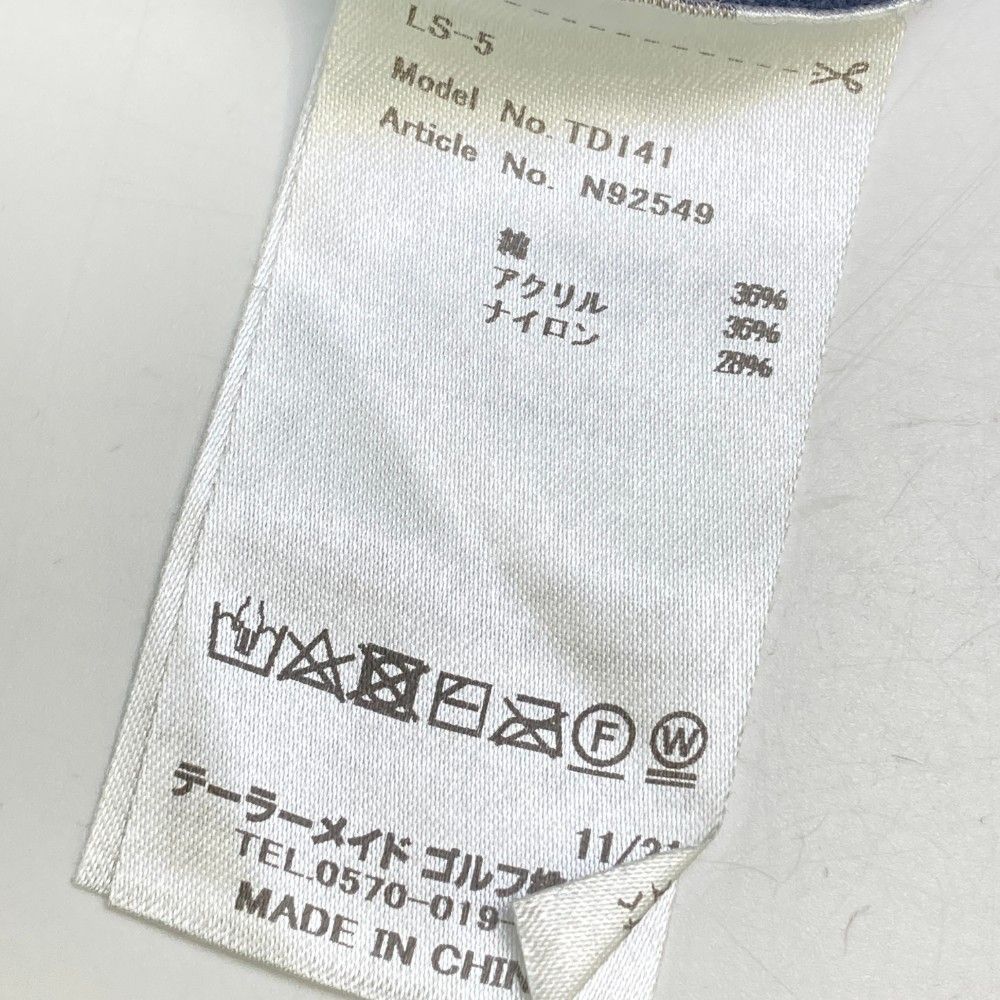 LS-5
Model No. TD141
Article No. N92549
綿 36%
アクリル 36%
ナイロン 28%
F W
テーラーメイド ゴルフ 11/
TEL.0570-019-
MADE IN CHIN